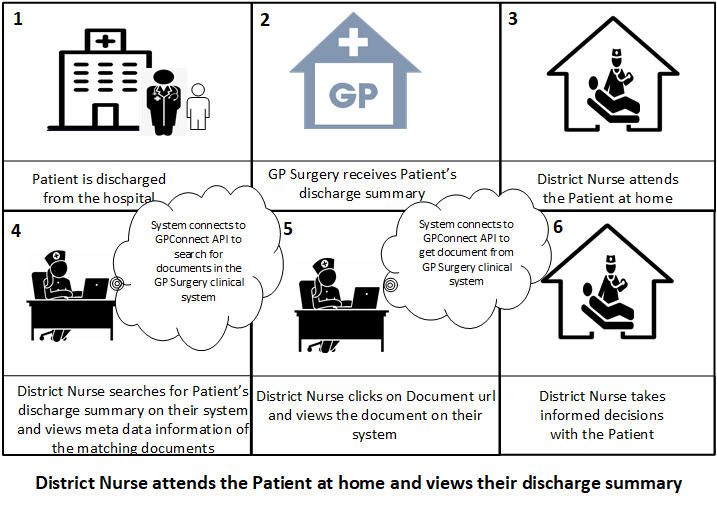 1
Patient is discharged
from the hospital
2
GP
GP Surgery receives Patient's
discharge summary
3
District Nurse attends
the Patient at home
4
System connects to
GPConnect API to
search for
documents in the
GP Surgery clinical
system
District Nurse searches for Patient's
discharge summary on their system
and views meta data information of
the matching documents
5
System connects to
GPConnect API to
get document from
GP Surgery clinical
system
District Nurse clicks on Document url
and views the document on their
system
6
District Nurse takes
informed decisions
with the Patient
District Nurse attends the Patient at home and views their discharge summary